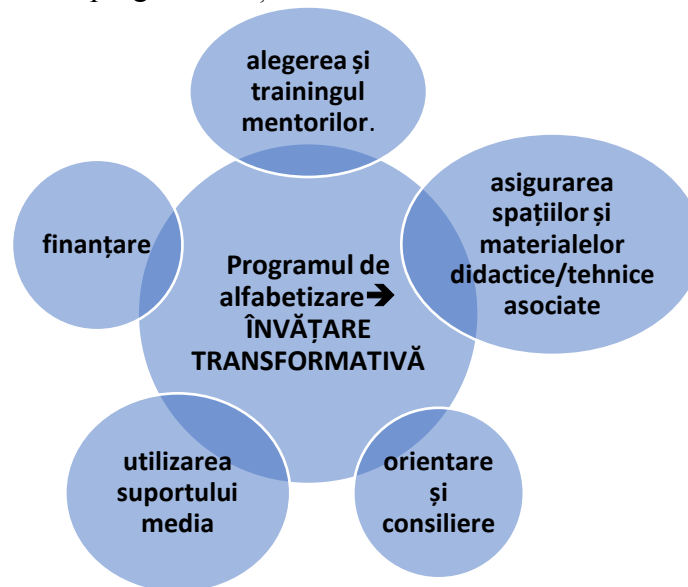 alegerea și
trainingul
mentorilor.
asigurarea
spațiilor și
materialelor
didactice/tehnice
asociate
finanțare
Programul de
alfabetizare➔
ÎNVĂȚARE
TRANSFORMATIVĂ
utilizarea
suportului
media
orientare
și
consiliere